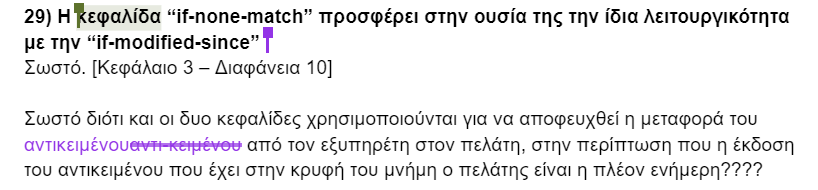 29) Η κεφαλίδα “if-none-match” προσφέρει στην ουσία της την ίδια λειτουργικότητα
με την “if-modified-since”
Σωστό. [Κεφάλαιο 3 – Διαφάνεια 10]
Σωστό διότι και οι δυο κεφαλίδες χρησιμοποιούνται για να αποφευχθεί η μεταφορά του
αντικειμένουαντι-κειμένου από τον εξυπηρέτη στον πελάτη, στην περίπτωση που η έκδοση
του αντικειμένου που έχει στην κρυφή του μνήμη ο πελάτης είναι η πλέον ενήμερη????